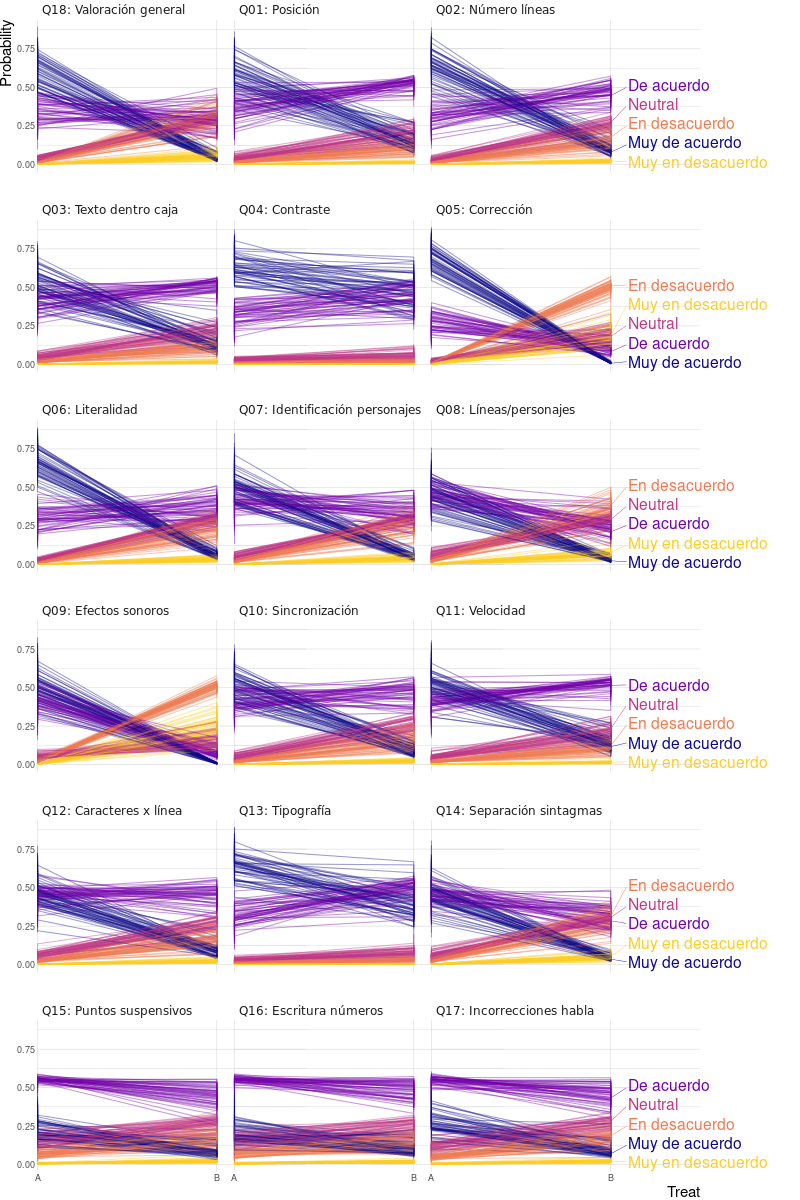 Probability
Q18: Valoración general
Q01: Posición
Q02: Número líneas
0.75
0.50
0.25
0.00
De acuerdo
Neutral
En desacuerdo
Muy de acuerdo
Muy en desacuerdo
Q03: Texto dentro caja
Q04: Contraste
Q05: Corrección
0.75
0.50
0.25
0.00
En desacuerdo
Muy en desacuerdo
Neutral
De acuerdo
Muy de acuerdo
Q06: Literalidad
Q07: Identificación personajes
Q08: Líneas/personajes
0.75
0.50
0.25
0.00
En desacuerdo
Neutral
De acuerdo
Muy en desacuerdo
Muy de acuerdo
Q09: Efectos sonoros
Q10: Sincronización
Q11: Velocidad
0.75
0.50
0.25
0.00
De acuerdo
Neutral
En desacuerdo
Muy de acuerdo
Muy en desacuerdo
Q12: Caracteres x línea
Q13: Tipografía
Q14: Separación sintagmas
0.75
0.50
0.25
0.00
En desacuerdo
Neutral
De acuerdo
Muy en desacuerdo
Muy de acuerdo
Q15: Puntos suspensivos
Q16: Escritura números
Q17: Incorrecciones habla
0.75
0.50
0.25
0.00
De acuerdo
Neutral
En desacuerdo
Muy de acuerdo
Muy en desacuerdo
A B A B A B
Treat